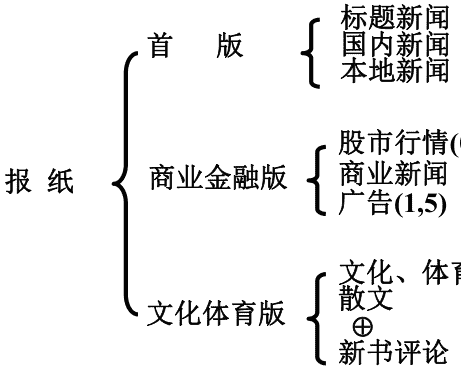 报 纸
首 版
标题新闻
国内新闻
本地新闻
商业金融版
股市行情(
商业新闻
广告(1,5)
文化体育版
文化、体育
散文
⊕
新书评论